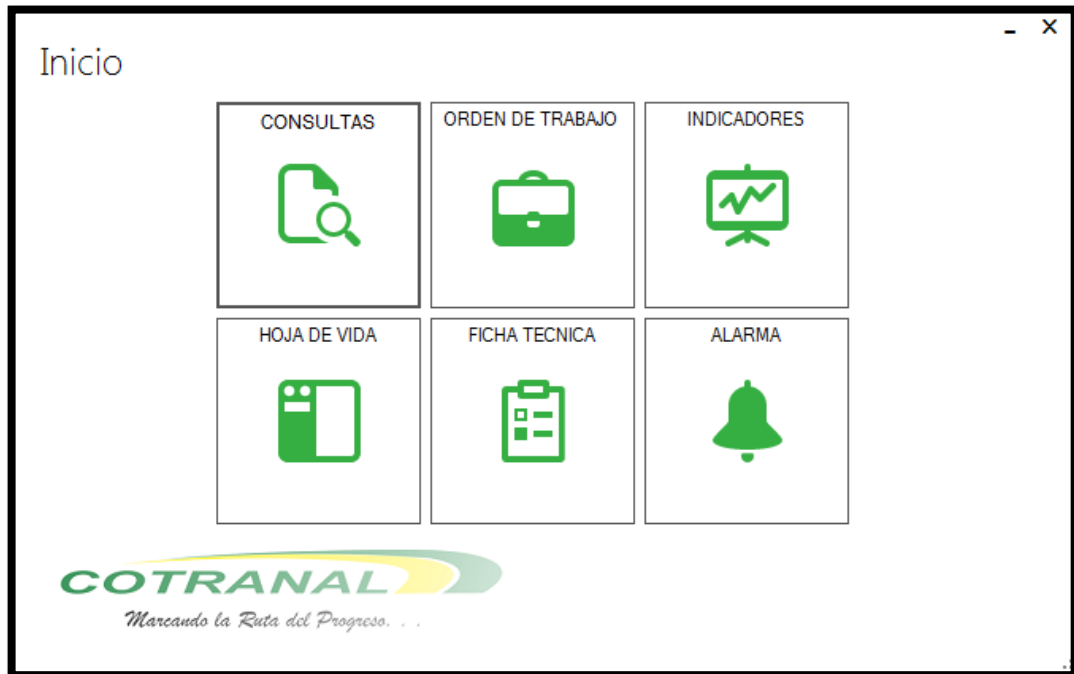 Inicio
CONSULTAS
ORDEN DE TRABAJO
INDICADORES
HOJA DE VIDA
FICHA TECNICA
ALARMA
COTRANAL
Marcando la Ruta del Progreso. . .